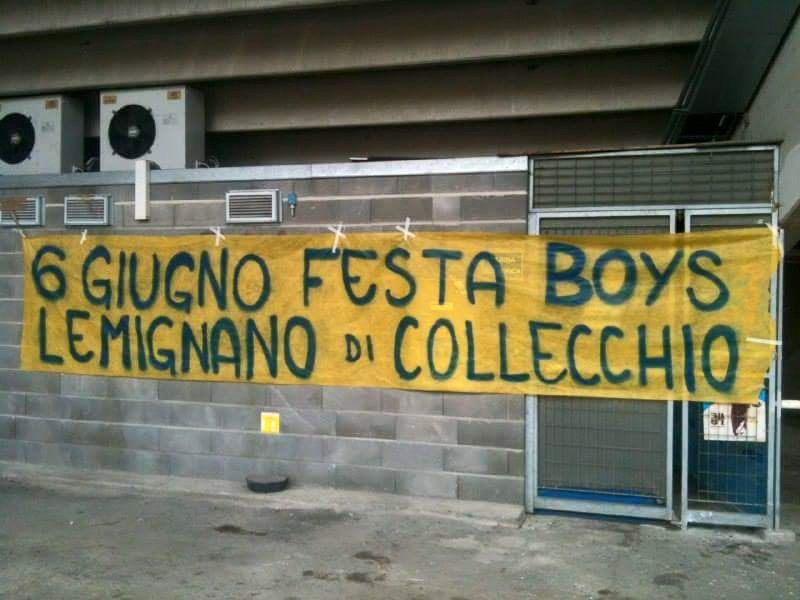 6 GIUGNO FESTA BOYS
LEMIGNANO DI COLLECCHIO